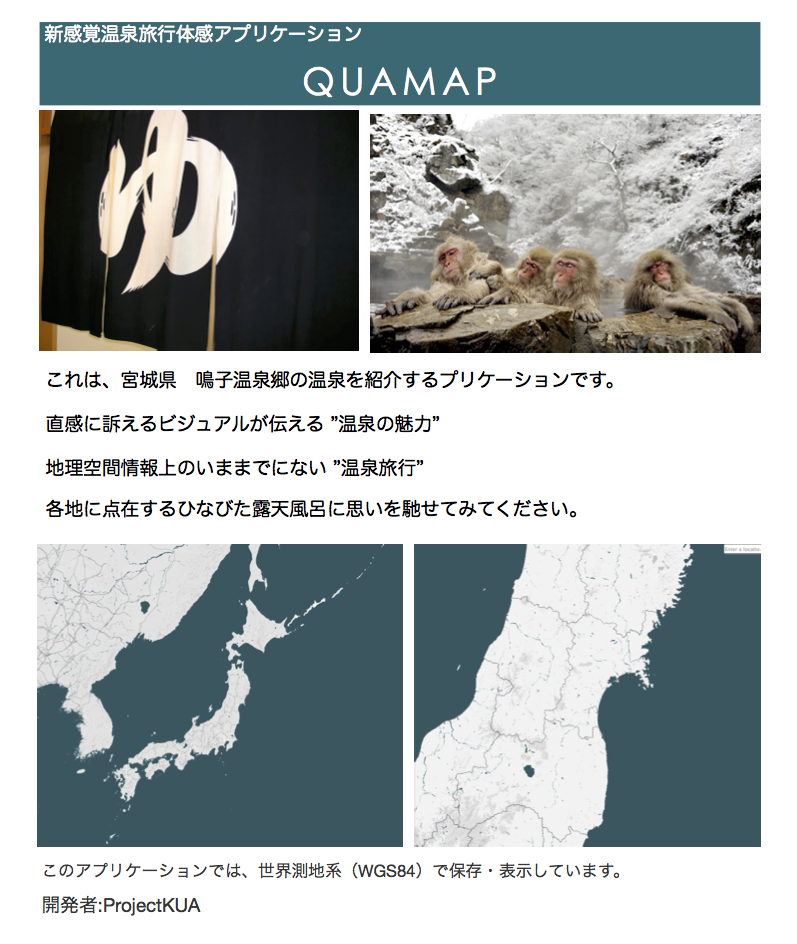 新感覚温泉旅行体感アプリケーション
QUAMAP
ゆ
これは、宮城県　鳴子温泉郷の温泉を紹介するプリケーションです。
直感に訴えるビジュアルが伝える ”温泉の魅力”
地理空間情報上のいままでにない ”温泉旅行”
各地に点在するひなびた露天風呂に思いを馳せてみてください。
Enter a locatio
このアプリケーションでは、世界測地系（WGS84）で保存・表示しています。
開発者:ProjectKUA